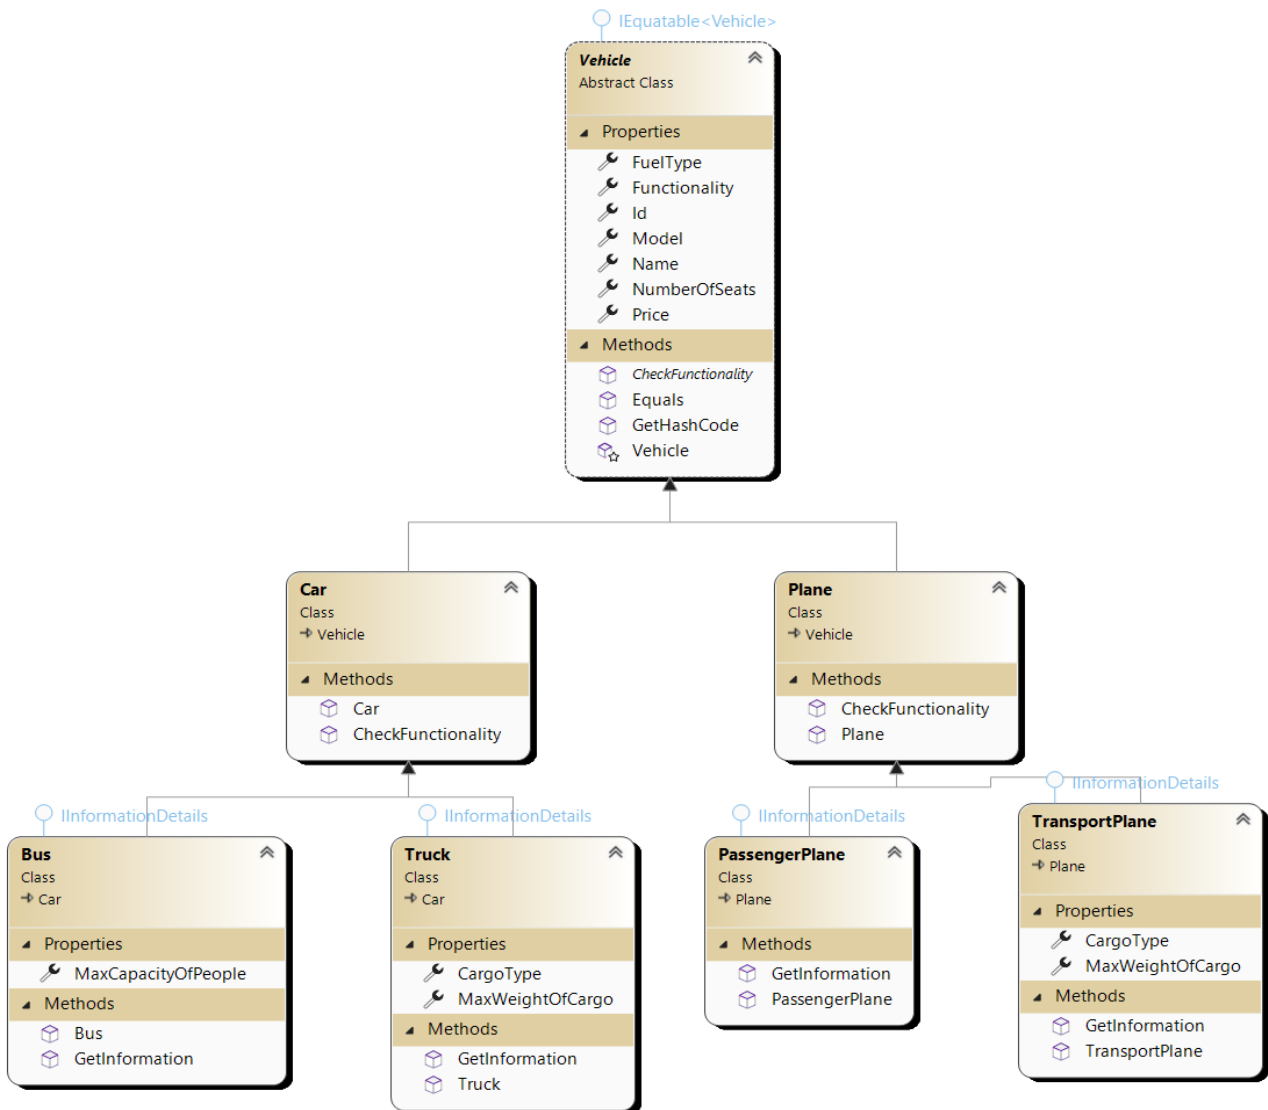 IEquatable<Vehicle>
Vehicle
Abstract Class
Properties
FuelType
Functionality
Id
Model
Name
NumberOfSeats
Price
Methods
CheckFunctionality
Equals
GetHashCode
Vehicle
Car
Class
Vehicle
Methods
Car
CheckFunctionality
Plane
Class
Vehicle
Methods
CheckFunctionality
Plane
IInformationDetails
Bus
Class
Car
Properties
MaxCapacityOfPeople
Methods
Bus
GetInformation
IInformationDetails
Truck
Class
Car
Properties
CargoType
MaxWeightOfCargo
Methods
GetInformation
Truck
IInformationDetails
PassengerPlane
Class
Plane
Methods
GetInformation
PassengerPlane
IInformationDetails
TransportPlane
Class
Plane
Properties
CargoType
MaxWeightOfCargo
Methods
GetInformation
TransportPlane